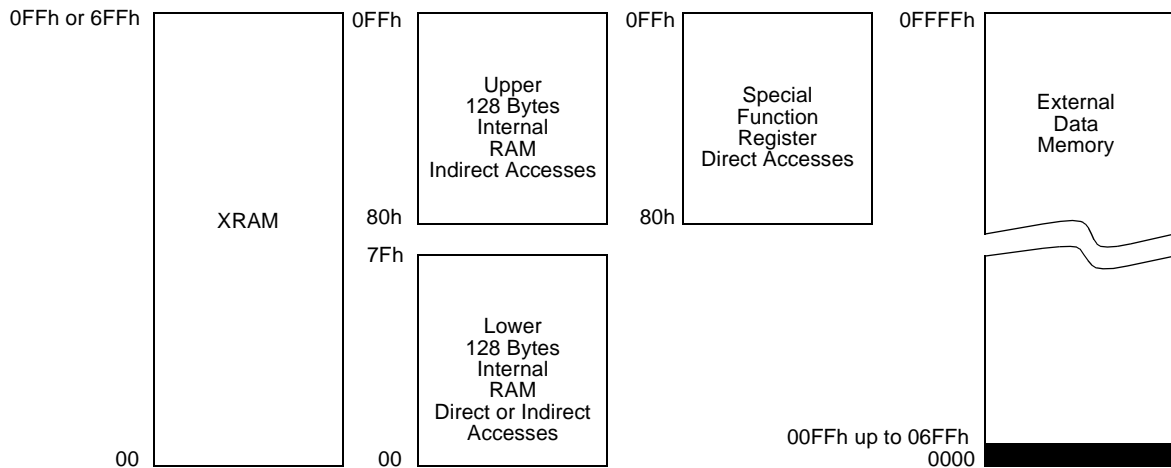 0FFh or 6FFh
XRAM
00
0FFh
Upper
128 Bytes
Internal
RAM
Indirect Accesses
80h
7Fh
Lower
128 Bytes
Internal
RAM
Direct or Indirect
Accesses
00
0FFh
Special
Function
Register
Direct Accesses
80h
0FFFFh
External
Data
Memory
00FFh up to 06FFh
0000